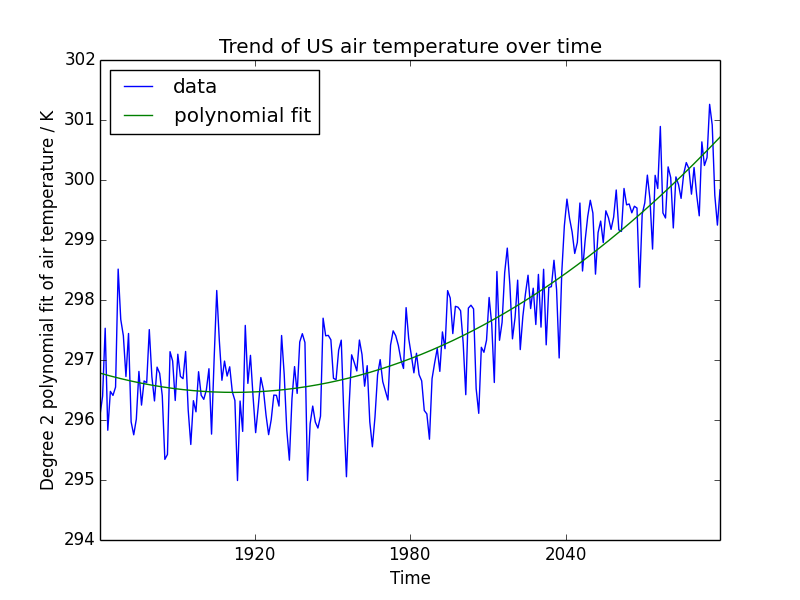 Trend of US air temperature over time
302
301
300
299
298
297
296
295
294
Degree 2 polynomial fit of air temperature / K
data
polynomial fit
1920
1980
2040
Time